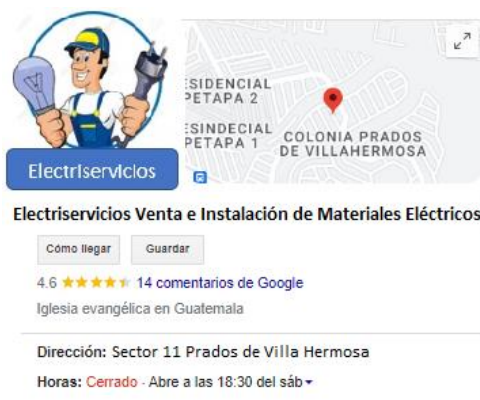 ESIDENCIAL
PETAPA 2
ESINDECIAL
PETAPA 1
COLONIA PRADOS
DE VILLAHERMOSA
Electriservicios
Electriservicios Venta e Instalación de Materiales Eléctricos
Cómo llegar Guardar
4.6 14 comentarios de Google
Iglesia evangélica en Guatemala
Dirección: Sector 11 Prados de Villa Hermosa
Horas: Cerrado · Abre a las 18:30 del sáb